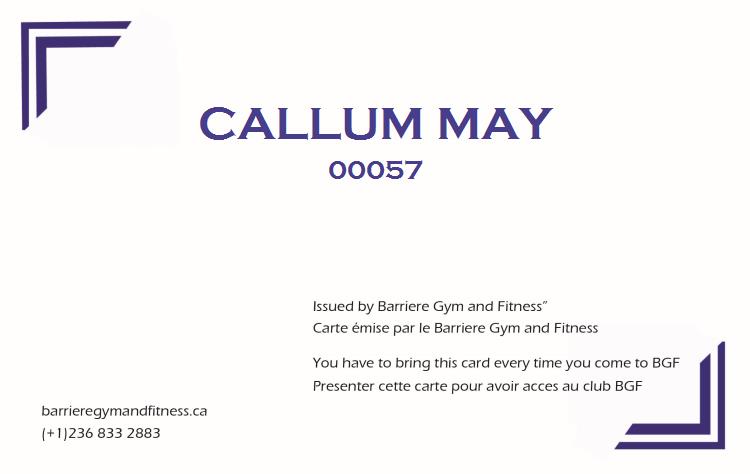 CALLUM MAY
00057
Issued by Barriere Gym and Fitness”
Carte émise par le Barriere Gym and Fitness
You have to bring this card every time you come to BGF
Presenter cette carte pour avoir acces au club BGF
barrieregymandfitness.ca
(+1)236 833 2883